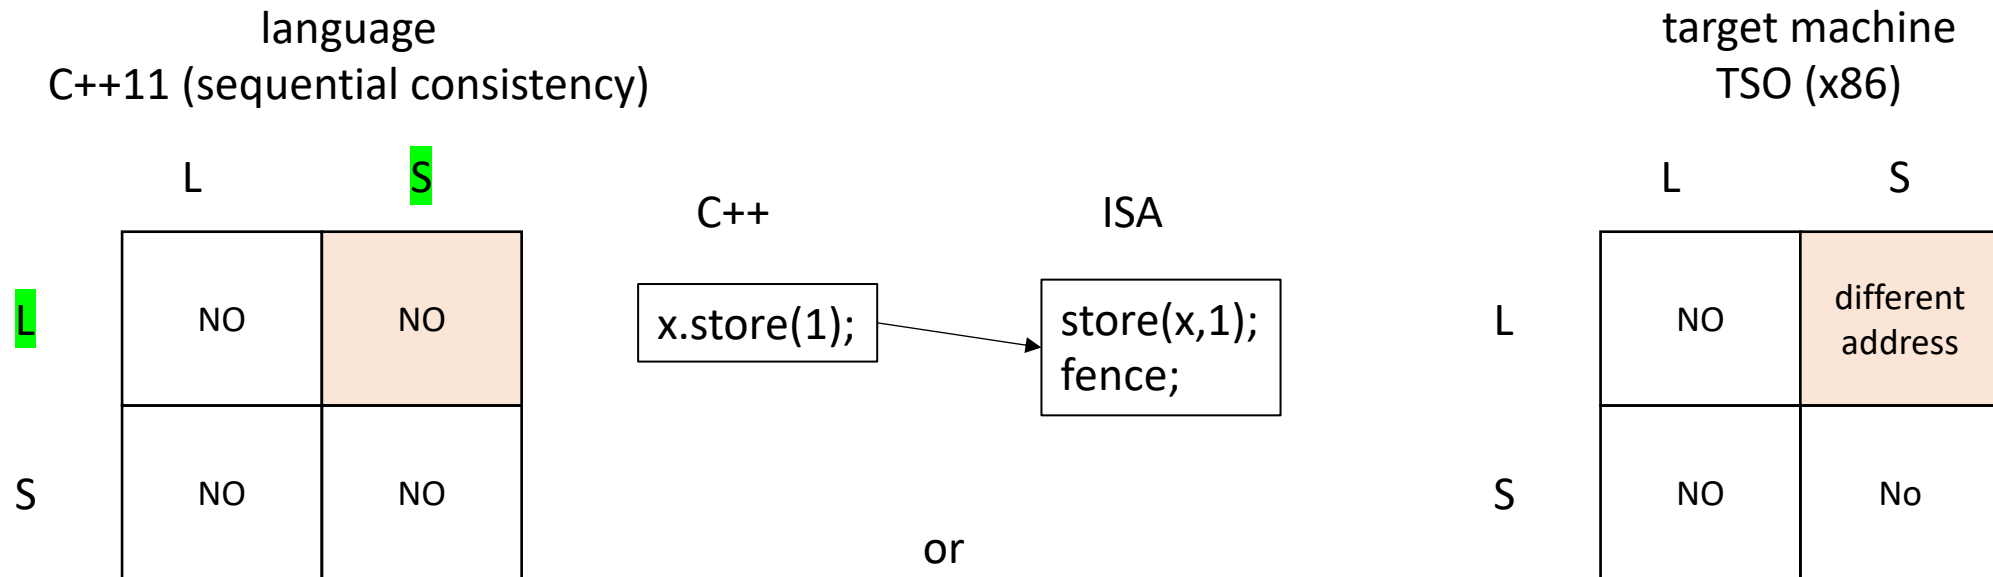 language
C++11 (sequential consistency)
target machine
TSO (x86)
L S
C++ ISA
L S
L NO NO
x.store(1);
store(x,1);
fence;
L NO different
address
S NO NO
or
S NO No